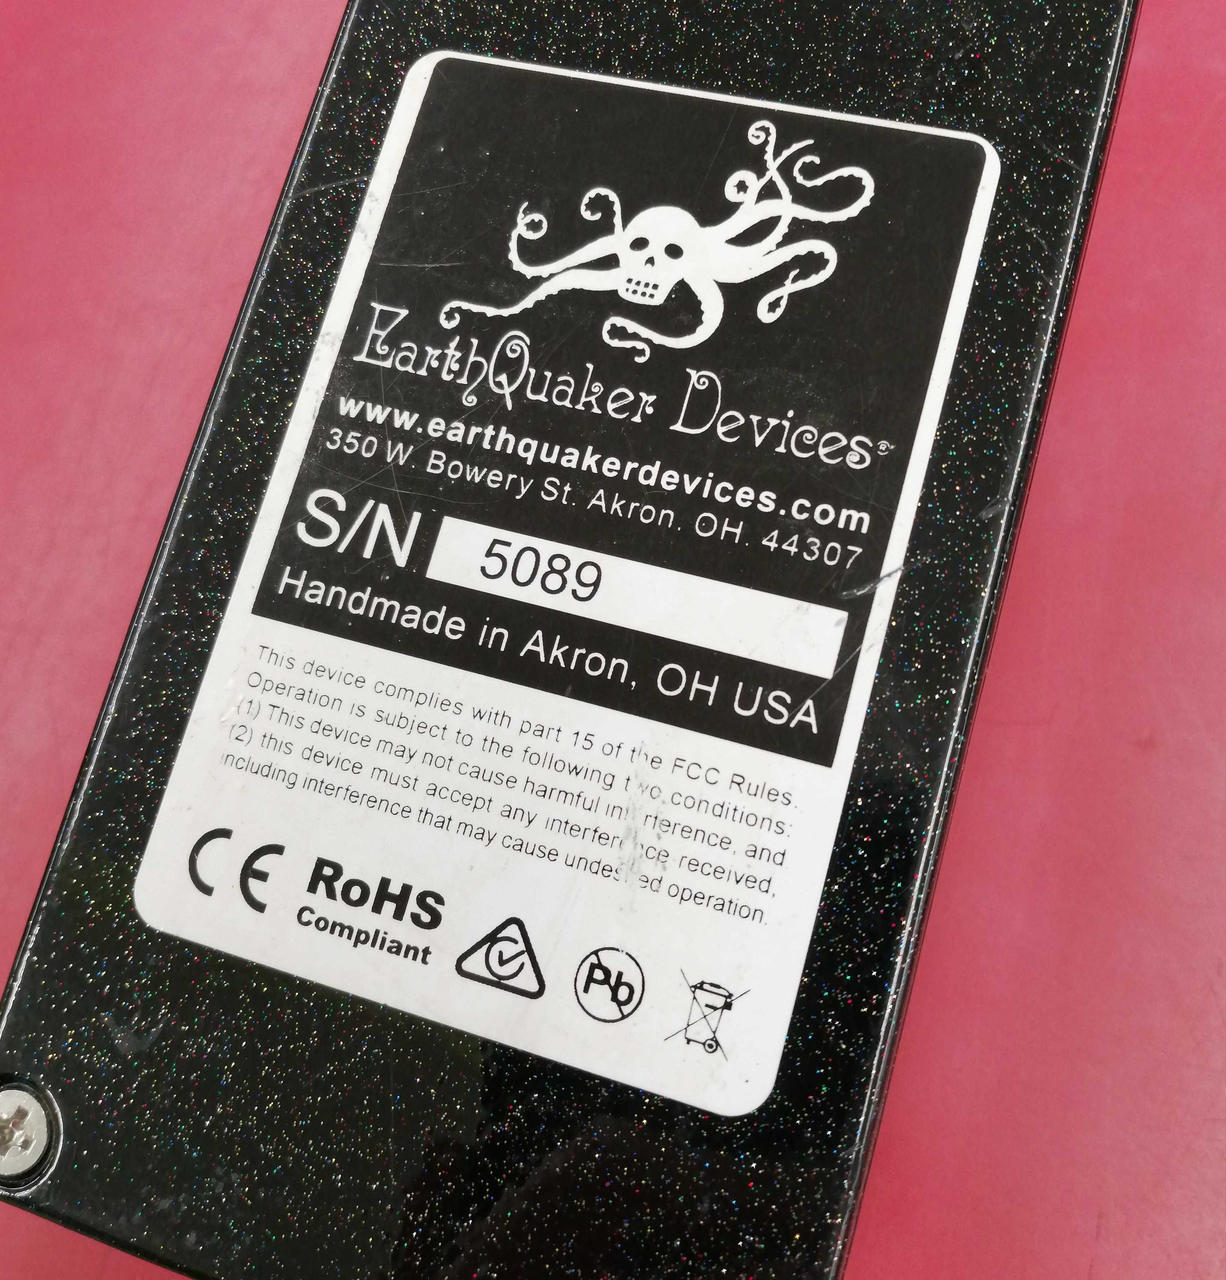 EarthQuaker Devices
www.earthquakerdevices.com
350 W. Bowery St. Akron. OH. 44307
S/N 5089
Handmade in Akron, OH USA
This device complies with part 15 of the FCC Rules.
Operation is subject to the following two conditions:
(1) This device may not cause harmful interference, and
(2) this device must accept any interference received,
including interference that may cause undesired operation.
CE RoHS
Compliant
Pb